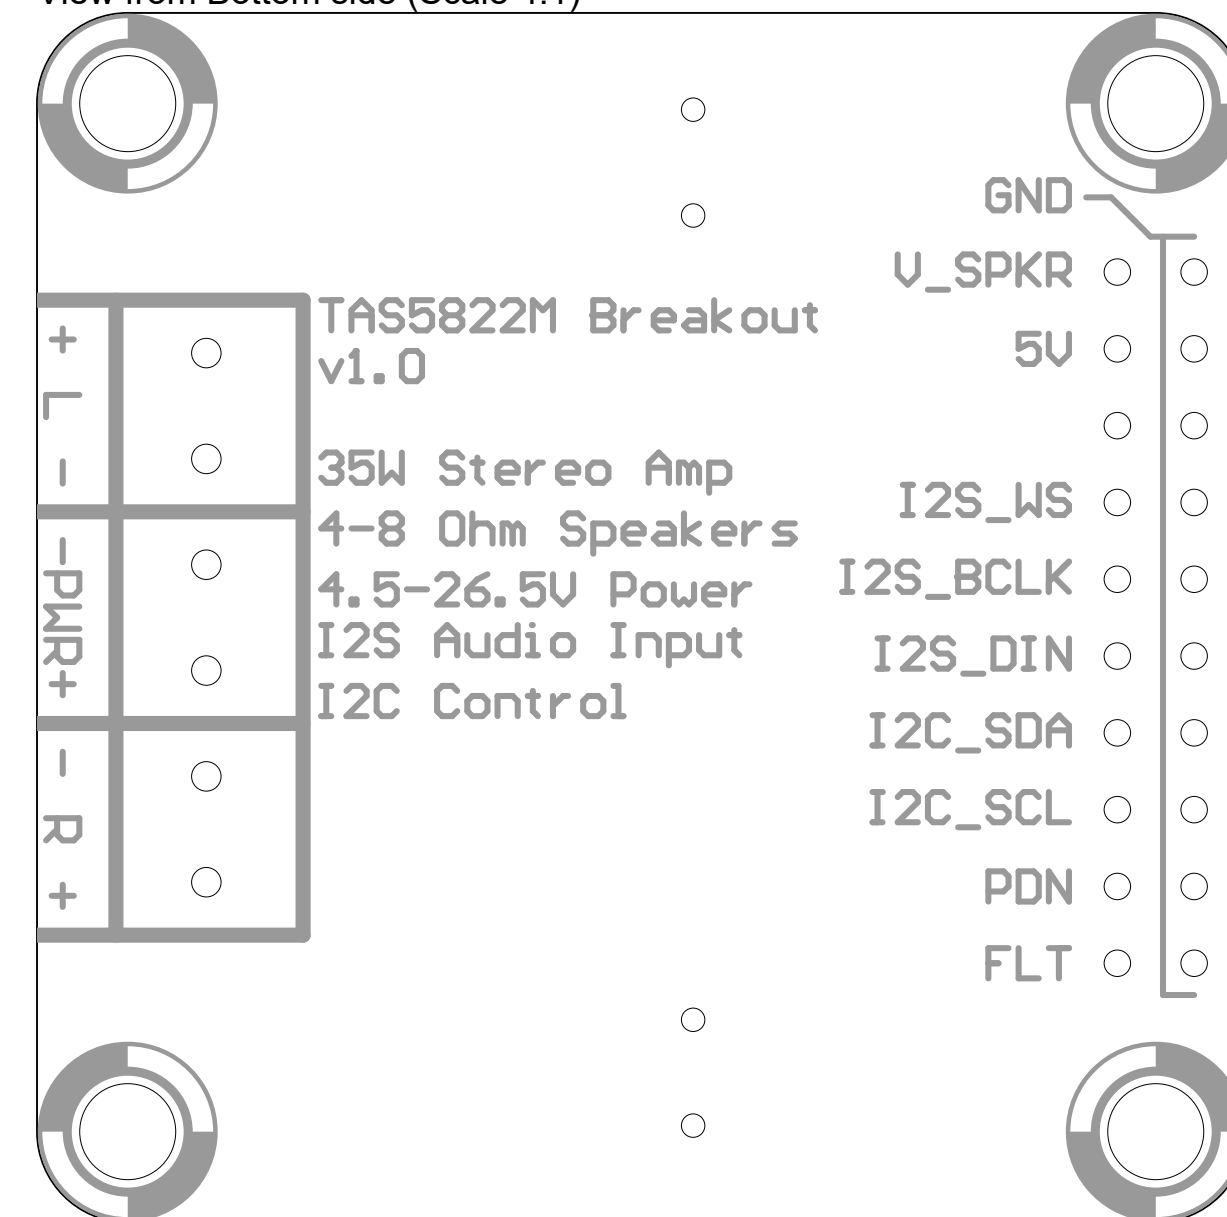 View from Bottom side (Scale 4:1)
GND
V_SPKR
5V
I2S_WS
I2S_BCLK
I2S_DIN
I2C_SDA
I2C_SCL
PDN
FLT
TAS5822M Breakout
v1.0
35W Stereo Amp
4-8 Ohm Speakers
4.5-26.5V Power
I2S Audio Input
I2C Control
+ L -
-PWR+
- R +